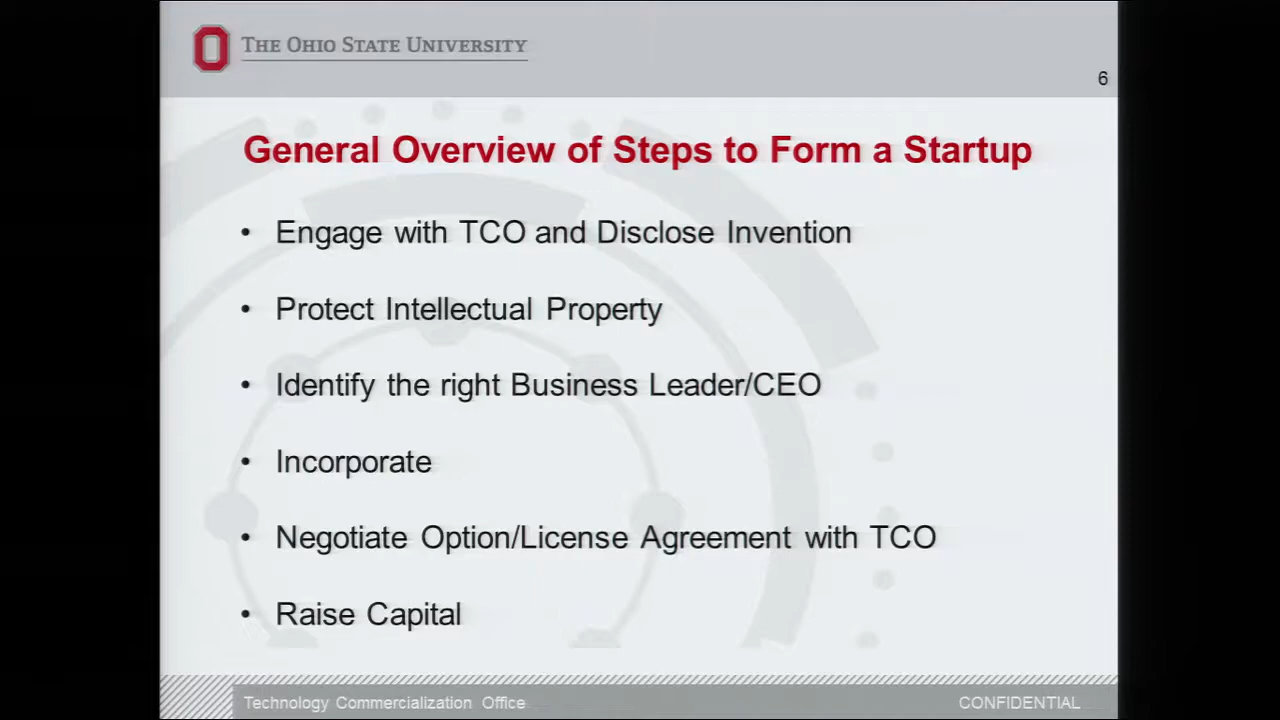 THE OHIO STATE UNIVERSITY
6
General Overview of Steps to Form a Startup
• Engage with TCO and Disclose Invention
• Protect Intellectual Property
• Identify the right Business Leader/CEO
• Incorporate
• Negotiate Option/License Agreement with TCO
• Raise Capital
Technology Commercialization Office
CONFIDENTIAL